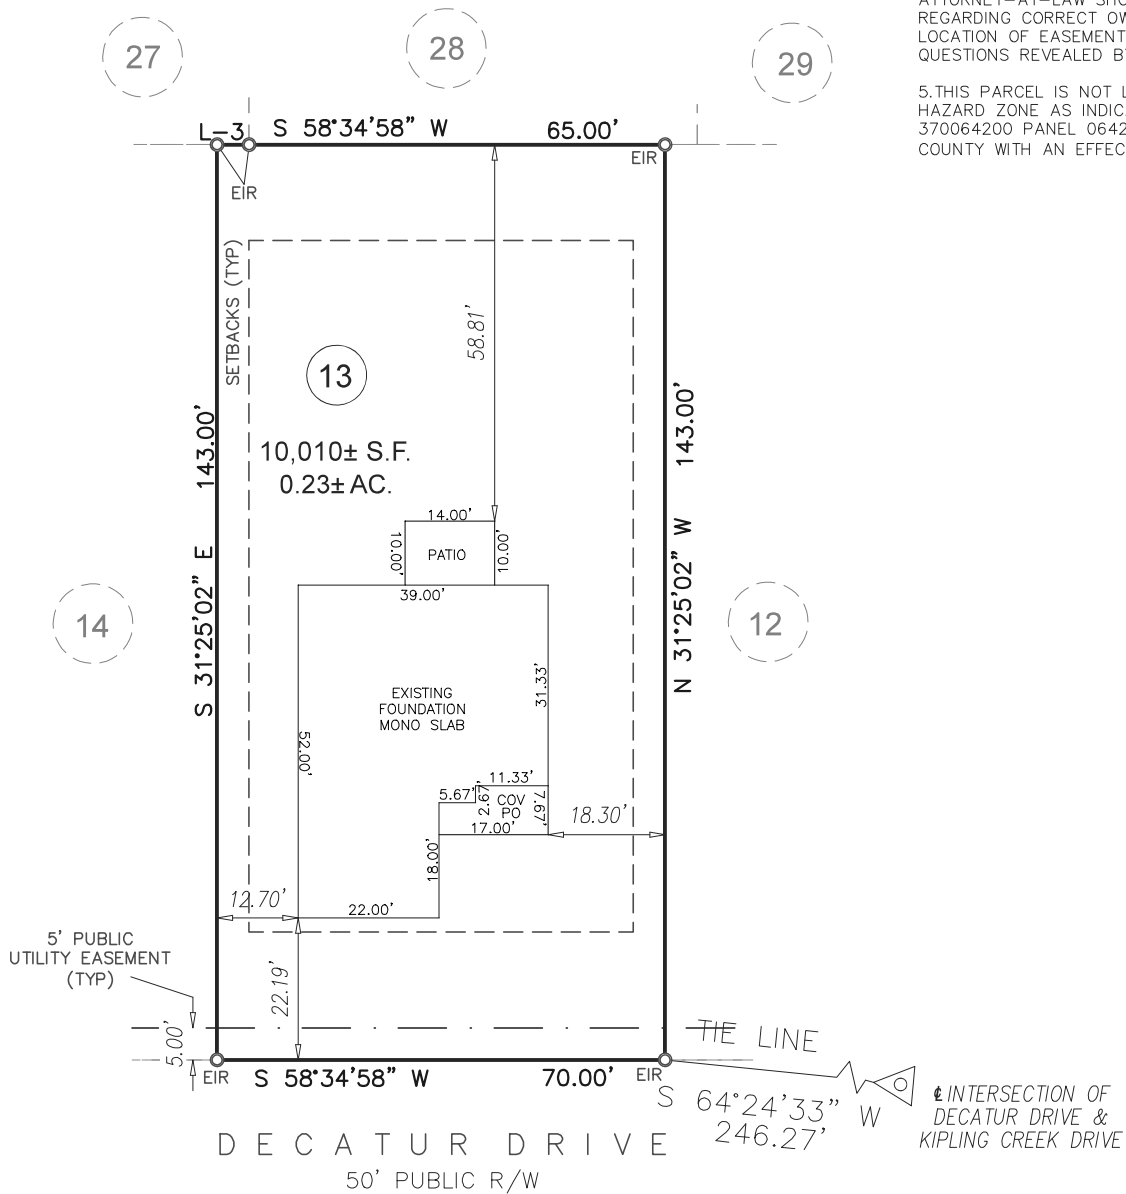 ATTORNEY-AT-LAW
REGARDING CORRECT
LOCATION OF EASEMENT
QUESTIONS REVEALED
5.THIS PARCEL IS NOT
HAZARD ZONE AS
370064200 PANEL
COUNTY WITH AN
27
28
29
L-3
S 58°34'58" W
65.00'
EIR
EIR
SETBACKS (TYP)
58.81'
13
10,010± S.F.
0.23± AC.
S 31°25'02" E 143.00'
N 31°25'02" W 143.00'
14.00'
10.00'
PATIO
10.00'
39.00'
14
12
EXISTING
FOUNDATION
MONO SLAB
31.33'
52.00'
11.33'
5.67'
2.67'
COV
PO
7.67'
17.00'
18.30'
18.00'
12.70'
22.00'
5' PUBLIC
UTILITY EASEMENT
(TYP)
22.19'
5.00'
TIE LINE
EIR
S 58°34'58" W
70.00'
EIR
S 64°24'33" W
246.27'
℄ INTERSECTION OF
DECATUR DRIVE &
KIPLING CREEK DRIVE
DECATUR DRIVE
50' PUBLIC R/W